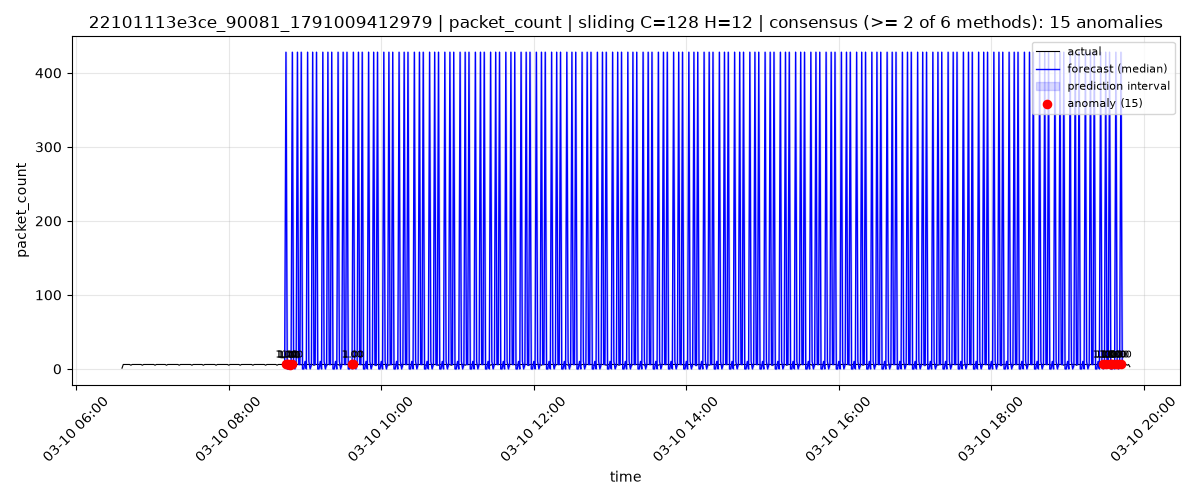 22101113e3ce_90081_1791009412979 | packet_count | sliding C=128 H=12 | consensus (>= 2 of 6 methods): 15 anomalies
actual
forecast (median)
prediction interval
anomaly (15)
packet_count
400
300
200
100
0
03-10 06:00
03-10 08:00
03-10 10:00
03-10 12:00
03-10 14:00
03-10 16:00
03-10 18:00
03-10 20:00
time